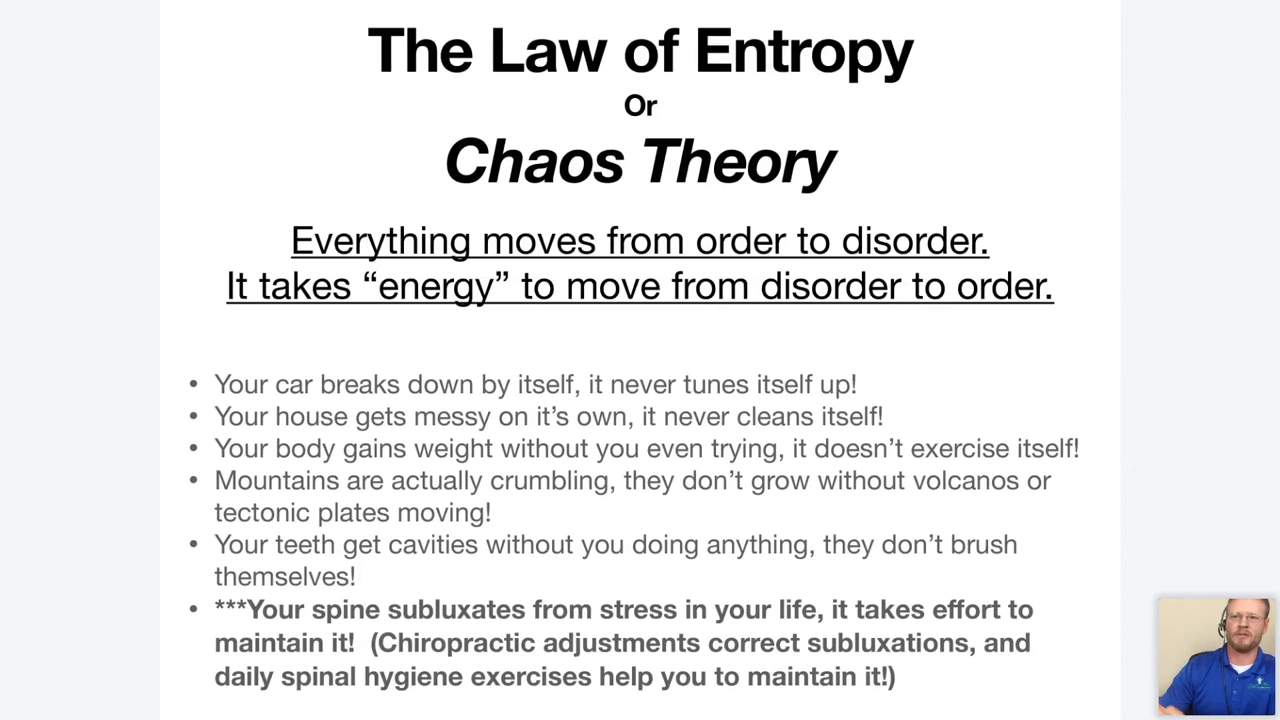 The Law of Entropy
Or
Chaos Theory
Everything moves from order to disorder.
It takes “energy” to move from disorder to order.
• Your car breaks down by itself, it never tunes itself up!
• Your house gets messy on it’s own, it never cleans itself!
• Your body gains weight without you even trying, it doesn’t exercise itself!
• Mountains are actually crumbling, they don’t grow without volcanos or
tectonic plates moving!
• Your teeth get cavities without you doing anything, they don’t brush
themselves!
• ***Your spine subluxates from stress in your life, it takes effort to
maintain it! (Chiropractic adjustments correct subluxations, and
daily spinal hygiene exercises help you to maintain it!)